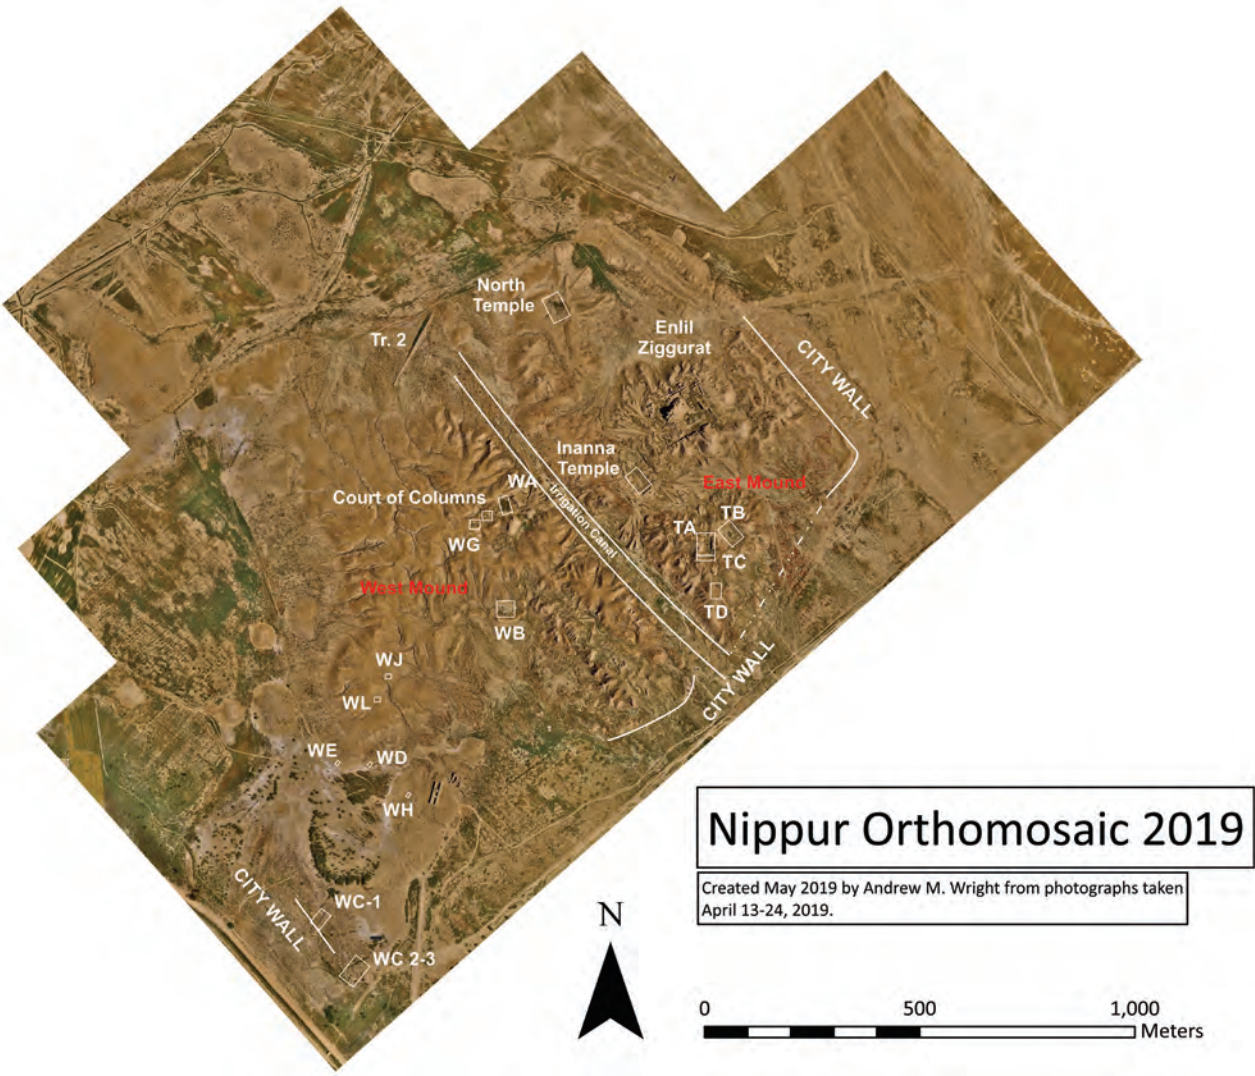 North
Temple
Enlil
Ziggurat
Tr. 2
CITY WALL
Inanna
Temple
WA
East Mound
Court of Columns
Irrigation Canal
TB
TA
WG
TC
West Mound
TD
WB
WJ
CITY WALL
WL
WE
WD
WH
Nippur Orthomosaic 2019
Created May 2019 by Andrew M. Wright from photographs taken
April 13-24, 2019.
CITY WALL
WC-1
N
WC 2-3
0 500 1,000
Meters